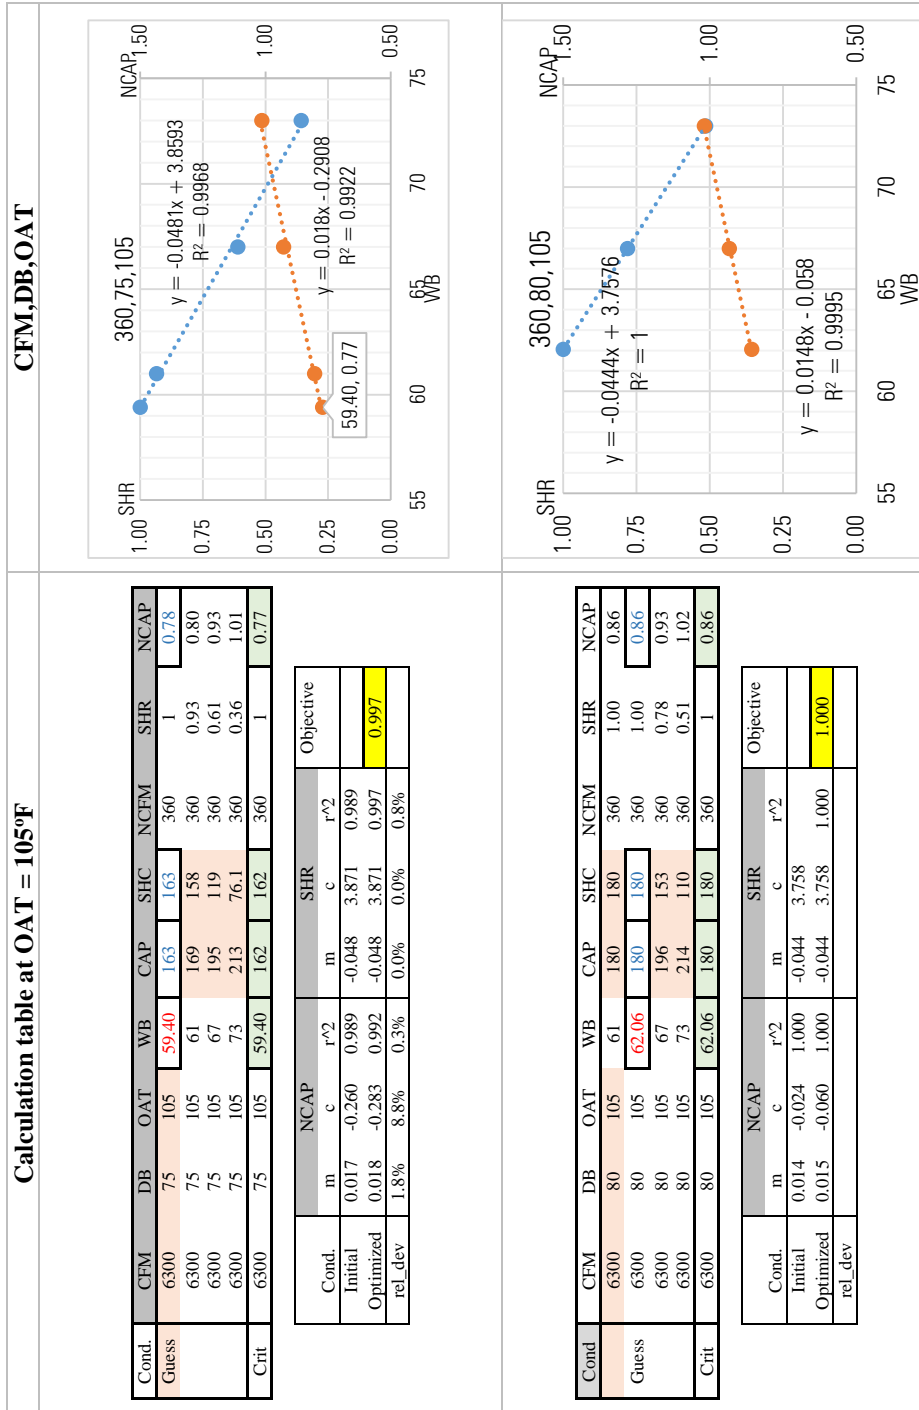 Calculation table at OAT = 105ºF
CFM,DB,OAT
Cond. CFM DB OAT WB CAP SHC NCFM SHR NCAP
Guess 6300 75 105 59.40 163 163 360 1 0.78
6300 75 105 61 169 158 360 0.93 0.80
6300 75 105 67 195 119 360 0.61 0.93
6300 75 105 73 213 76.1 360 0.36 1.01
Crit 6300 75 105 59.40 162 162 360 1 0.77
NCAP SHR Objective
Cond. m c r^2 m c r^2
Initial 0.017 -0.260 0.989 -0.048 3.871 0.989
Optimized 0.018 -0.283 0.992 -0.048 3.871 0.997 0.997
rel_dev 1.8% 8.8% 0.3% 0.0% 0.0% 0.8%
SHR 360,75,105 NCAP
1.00 1.50
y = -0.0481x + 3.8593
R² = 0.9968
0.75
0.50 1.00
y = 0.018x - 0.2908
R² = 0.9922
0.25
59.40, 0.77
0.00 0.50
55 60 65 70 75
WB
Cond CFM DB OAT WB CAP SHC NCFM SHR NCAP
6300 80 105 61 180 180 360 1.00 0.86
Guess 6300 80 105 62.06 180 180 360 1.00 0.86
6300 80 105 67 196 153 360 0.78 0.93
6300 80 105 73 214 110 360 0.51 1.02
Crit 6300 80 105 62.06 180 180 360 1 0.86
NCAP SHR Objective
Cond. m c r^2 m c r^2
Initial 0.014 -0.024 1.000 -0.044 3.758
Optimized 0.015 -0.060 1.000 -0.044 3.758 1.000 1.000
rel_dev
SHR 360,80,105 NCAP
1.00 1.50
0.75
y = -0.0444x + 3.7576
R² = 1
0.50 1.00
0.25
y = 0.0148x - 0.058
R² = 0.9995
0.00 0.50
55 60 65 70 75
WB